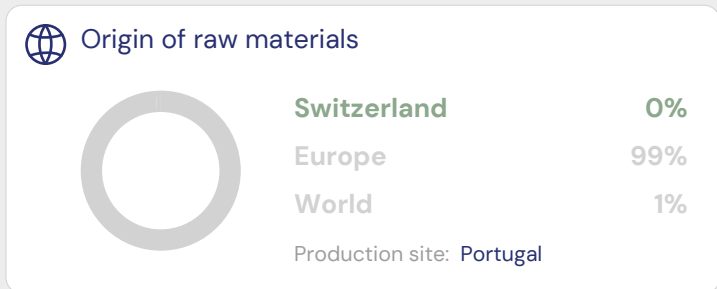 Origin of raw materials
Switzerland 0%
Europe 99%
World 1%
Production site: Portugal